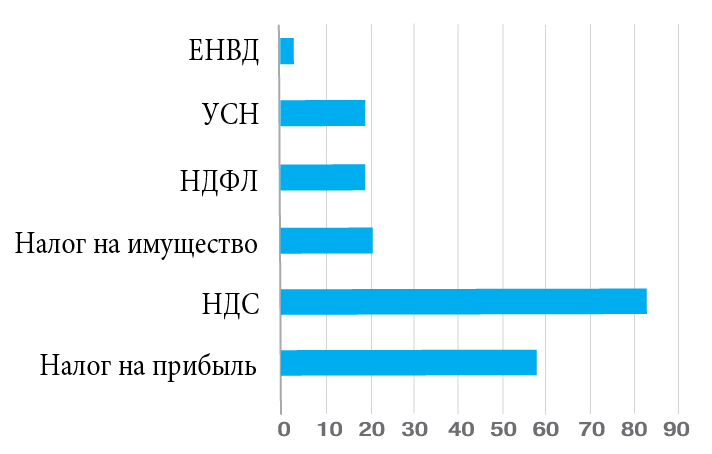 ЕНВД
УСН
НДФЛ
Налог на имущество
НДС
Налог на прибыль
0 10 20 30 40 50 60 70 80 90